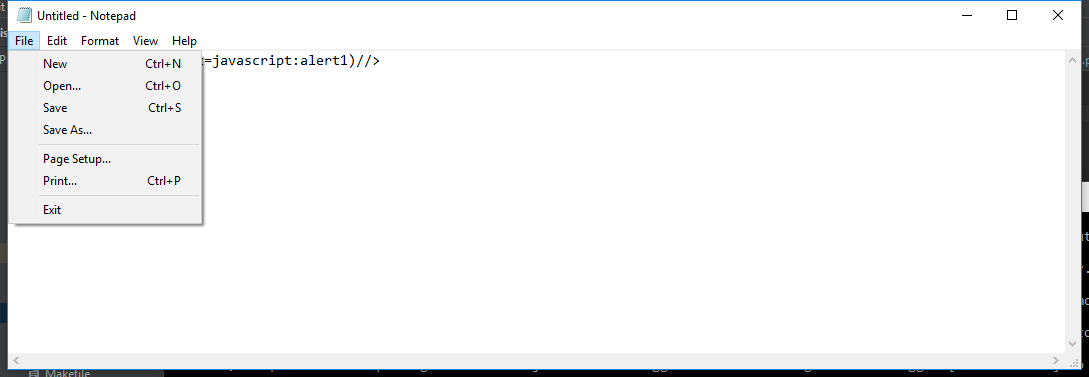 Untitled - Notepad
File Edit Format View Help
=javascript:alert1)//>
New Ctrl+N
Open... Ctrl+O
Save Ctrl+S
Save As...
Page Setup...
Print... Ctrl+P
Exit
Makefile